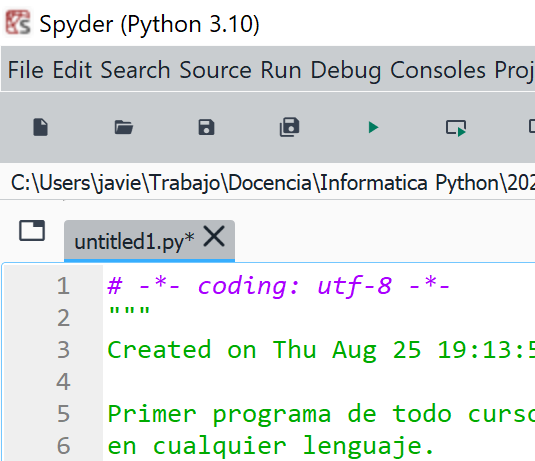 Spyder (Python 3.10)
File Edit Search Source Run Debug Consoles Proj
C:\Users\javie\Trabajo\Docencia\Informatica Python\202
untitled1.py*
1 # -*- coding: utf-8 -*-
2 """
3 Created on Thu Aug 25 19:13:5
4
5 Primer programa de todo curso
6 en cualquier lenguaje.